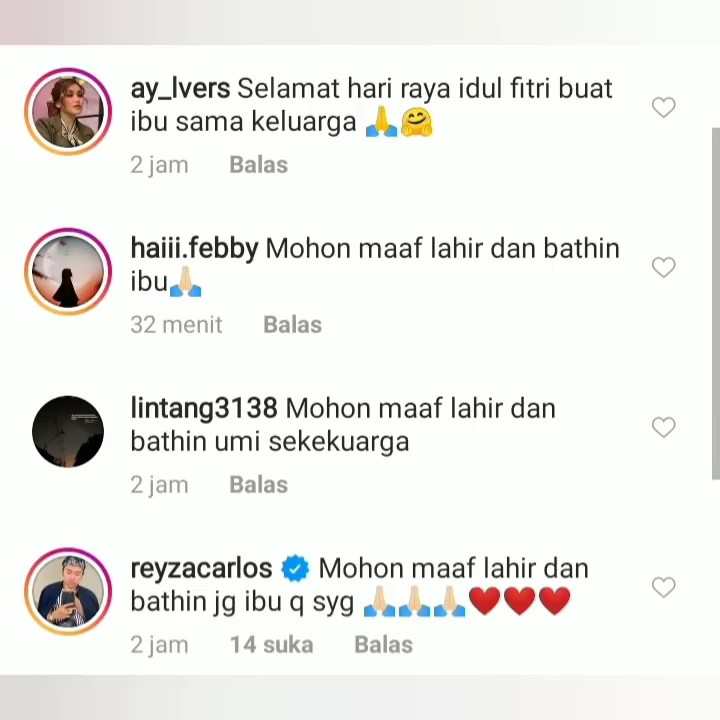 ay_lvers Selamat hari raya idul fitri buat
ibu sama keluarga 🙏🤗
2 jam Balas
haiii.febby Mohon maaf lahir dan bathin
ibu🙏🏻
32 menit Balas
lintang3138 Mohon maaf lahir dan
bathin umi sekekuarga
2 jam Balas
reyzacarlos Mohon maaf lahir dan
bathin jg ibu q syg 🙏🏻🙏🏻🙏🏻❤️❤️❤️
2 jam 14 suka Balas